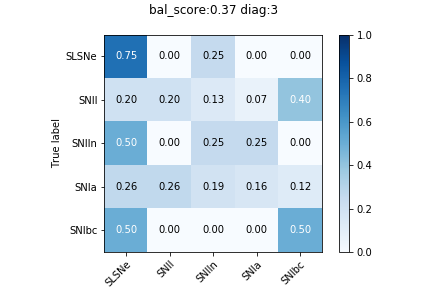 bal_score:0.37 diag:3
SLSNe 0.75 0.00 0.25 0.00 0.00
SNII 0.20 0.20 0.13 0.07 0.40
SNIIn 0.50 0.00 0.25 0.25 0.00
SNIa 0.26 0.26 0.19 0.16 0.12
SNIbc 0.50 0.00 0.00 0.00 0.50
SLSNe SNII SNIIn SNIa SNIbc
True label
1.0
0.8
0.6
0.4
0.2
0.0